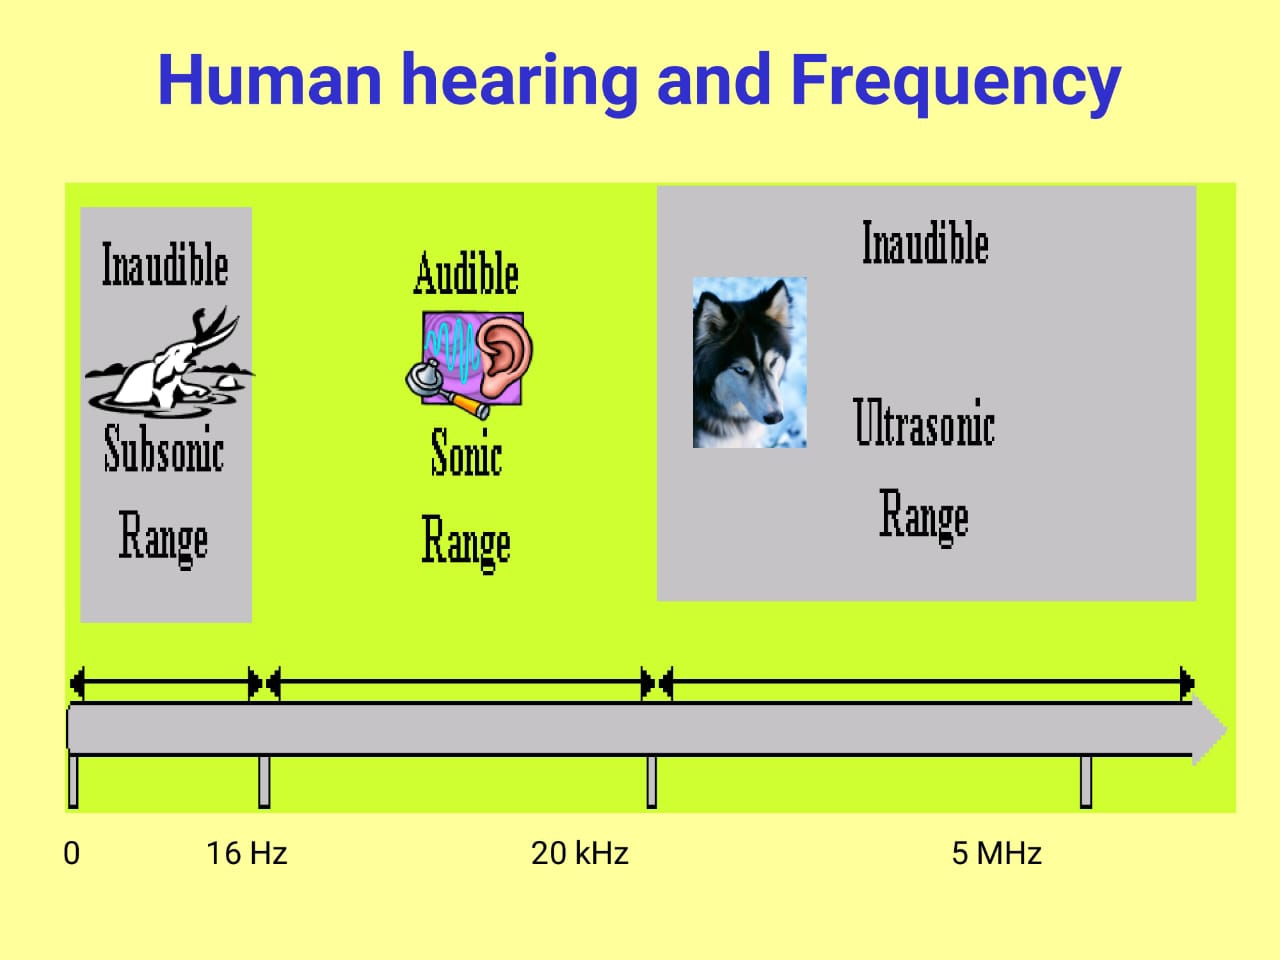 Human hearing and Frequency
Inaudible
Subsonic
Range
Audible
Sonic
Range
Inaudible
Ultrasonic
Range
0
16 Hz
20 kHz
5 MHz